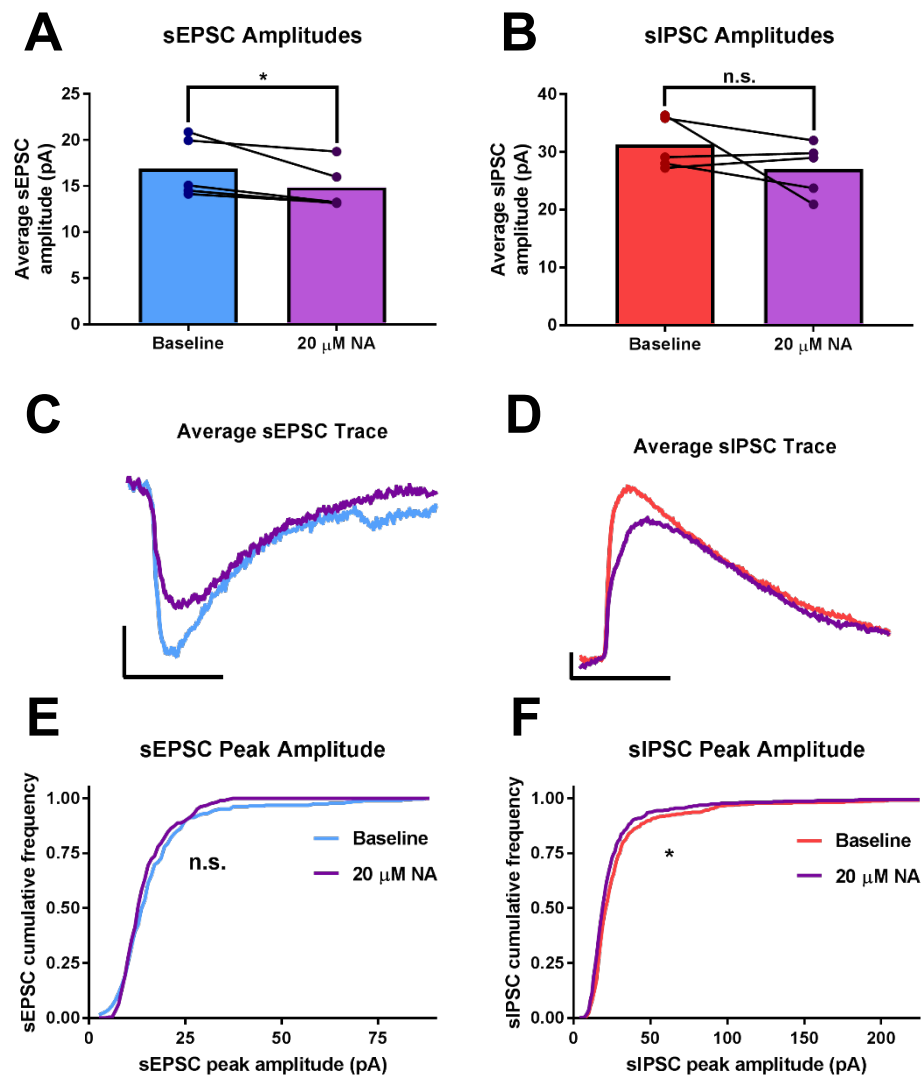 A
sEPSC Amplitudes
*
25
20
15
10
5
0
Average sEPSC
amplitude (pA)
Baseline
20 μM NA
B
sIPSC Amplitudes
n.s.
40
30
20
10
0
Average sIPSC
amplitude (pA)
Baseline
20 μM NA
C
Average sEPSC Trace
D
Average sIPSC Trace
E
sEPSC Peak Amplitude
1.00
0.75
0.50
0.25
0.00
sEPSC cumulative frequency
Baseline
20 μM NA
n.s.
0
25
50
75
sEPSC peak amplitude (pA)
F
sIPSC Peak Amplitude
1.00
0.75
0.50
0.25
0.00
sIPSC cumulative frequency
Baseline
20 μM NA
*
0
50
100
150
200
sIPSC peak amplitude (pA)